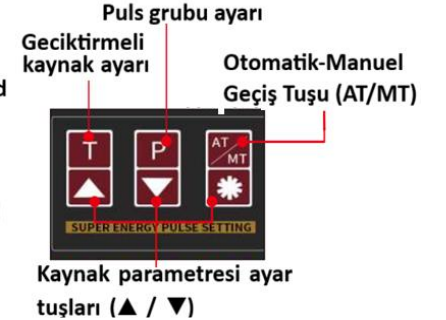 Puls grubu ayarı
Geciktirmeli
kaynak ayarı
Otomatik-Manuel
Geçiş Tuşu (AT/MT)
d
T
P
AT
MT
SUPER ENERGY PULSE SETTING
Kaynak parametresi ayar
tuşları (▲ / ▼)